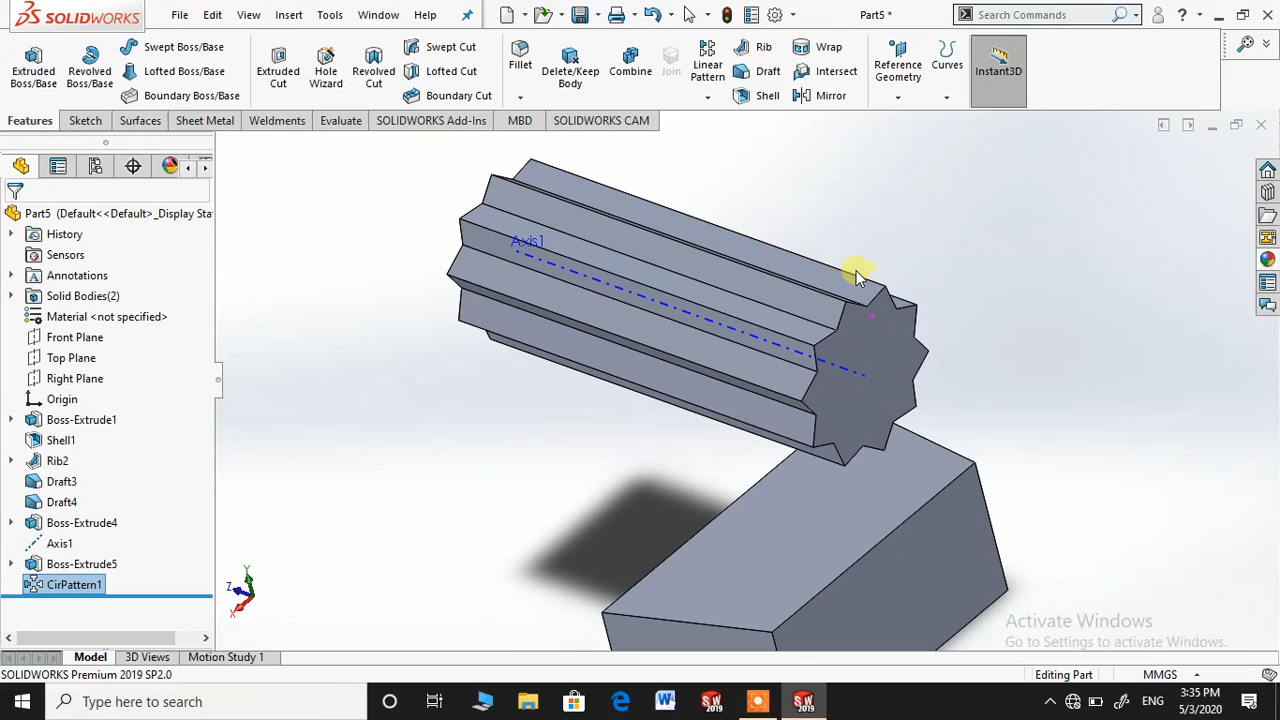 SOLIDWORKS File Edit View Insert Tools Window Help Part5 * Search Commands ?
Extruded Boss/Base
Revolved Boss/Base
Swept Boss/Base
Lofted Boss/Base
Boundary Boss/Base
Extruded Cut
Hole Wizard
Revolved Cut
Swept Cut
Lofted Cut
Boundary Cut
Fillet
Delete/Keep Body
Combine
Join
Linear Pattern
Rib
Draft
Shell
Wrap
Intersect
Mirror
Reference Geometry
Curves
Instant3D
Features Sketch Surfaces Sheet Metal Weldments Evaluate SOLIDWORKS Add-Ins MBD SOLIDWORKS CAM
Part5 (Default<<Default>_Display Sta
History
Sensors
Annotations
Solid Bodies(2)
Material <not specified>
Front Plane
Top Plane
Right Plane
Origin
Boss-Extrude1
Shell1
Rib2
Draft3
Draft4
Boss-Extrude4
Axis1
Boss-Extrude5
CirPattern1
Axis1
Y
Z
X
Activate Windows
Go to Settings to activate Windows.
Model 3D Views Motion Study 1
SOLIDWORKS Premium 2019 SP2.0 Editing Part MMGS
Type here to search
SW 2019
SW 2019
ENG
3:35 PM
5/3/2020